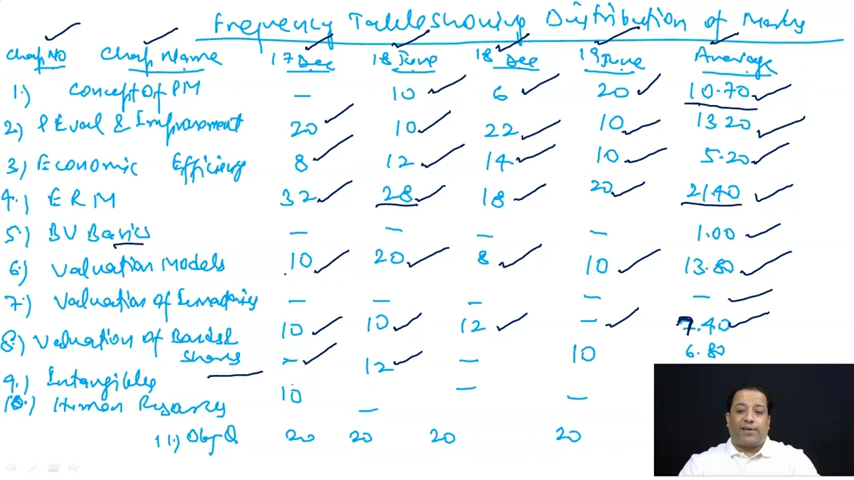 Frequency Table Showing Distribution of Marks
Chap NO Chap Name 17 Dec 18 June 18 Dec 19 June Average
1.) Concept Of PM - 10 6 20 10.70
2) P Eval & Improvement 20 10 22 10 13 20
3) Economic Efficiency 8 12 14 10 5.20
4.) E R M 32 28 18 20 21 40
5) BV Basics - - - - 1.00
6) Valuation Models 10 20 8 10 13.80
7) Valuation of - - - - -
8) Valuation of Bonds & Shares 10 10 12 - 7.40
9.) Intangibles - 12 - 10 6.80
10.) Human Resources 10 - - -
11.) Obj Q 20 20 20 20